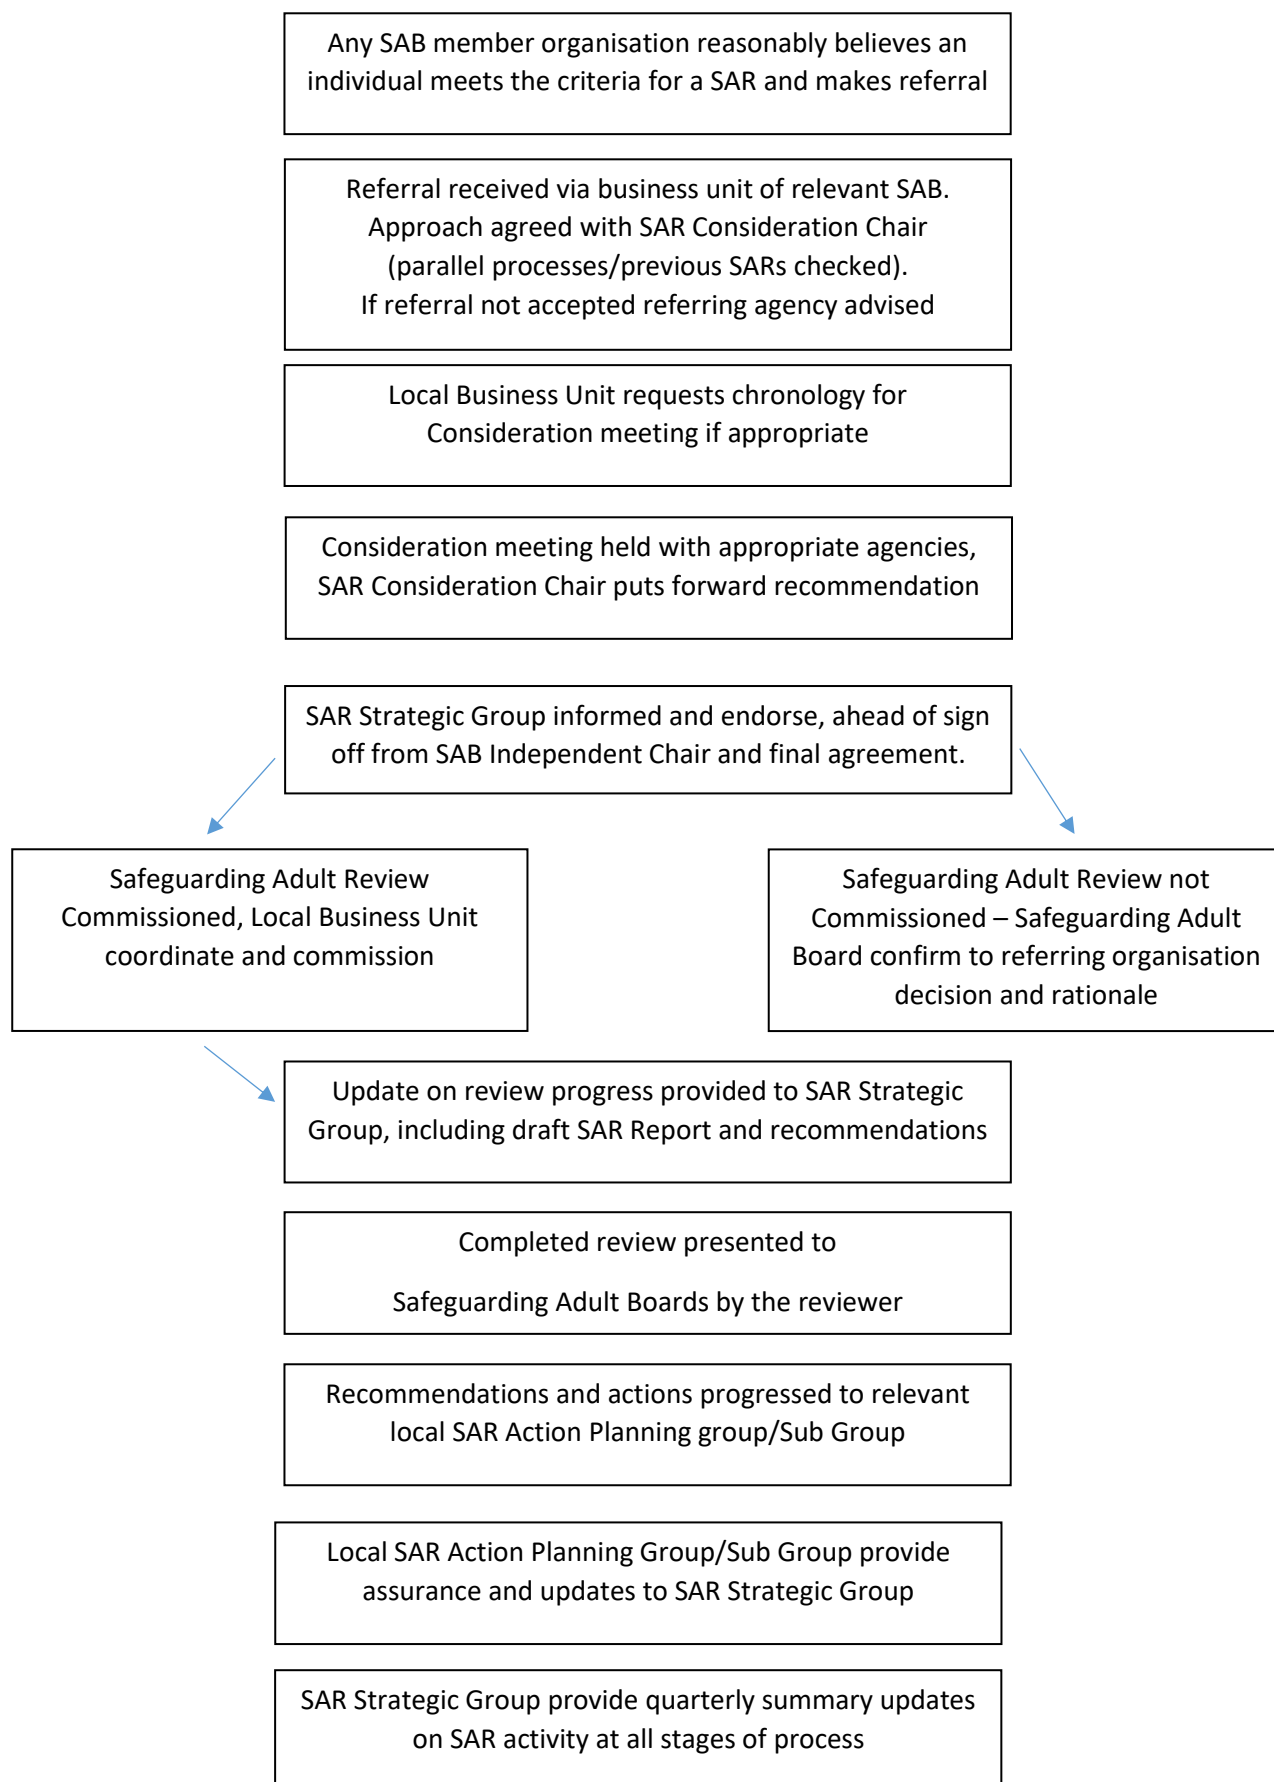 Any SAB member organisation reasonably believes an
individual meets the criteria for a SAR and makes referral
Referral received via business unit of relevant SAB.
Approach agreed with SAR Consideration Chair
(parallel processes/previous SARs checked).
If referral not accepted referring agency advised
Local Business Unit requests chronology for
Consideration meeting if appropriate
Consideration meeting held with appropriate agencies,
SAR Consideration Chair puts forward recommendation
SAR Strategic Group informed and endorse, ahead of sign
off from SAB Independent Chair and final agreement.
Safeguarding Adult Review
Commissioned, Local Business Unit
coordinate and commission
Safeguarding Adult Review not
Commissioned – Safeguarding Adult
Board confirm to referring organisation
decision and rationale
Update on review progress provided to SAR Strategic
Group, including draft SAR Report and recommendations
Completed review presented to
Safeguarding Adult Boards by the reviewer
Recommendations and actions progressed to relevant
local SAR Action Planning group/Sub Group
Local SAR Action Planning Group/Sub Group provide
assurance and updates to SAR Strategic Group
SAR Strategic Group provide quarterly summary updates
on SAR activity at all stages of process